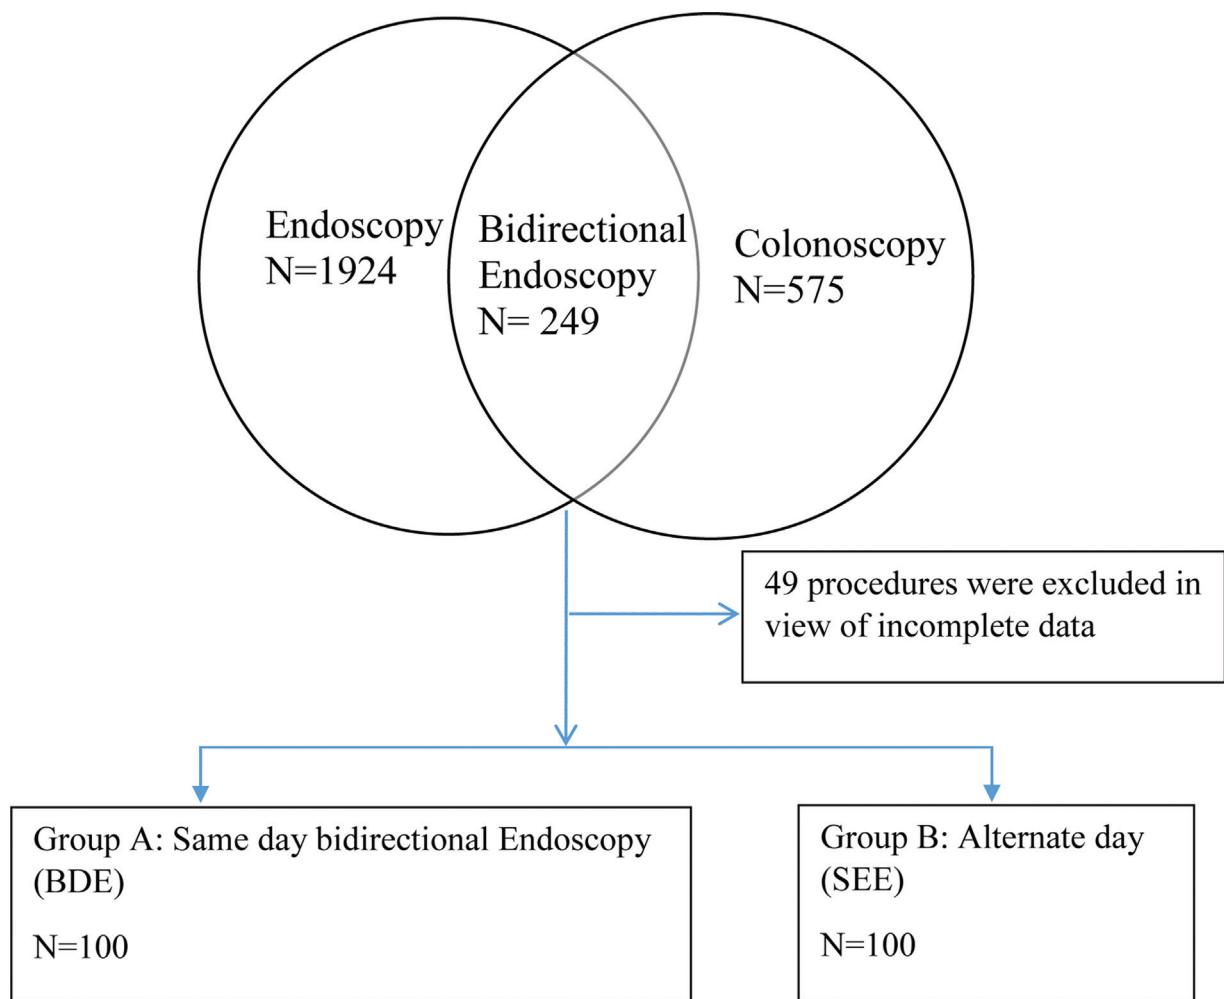 Endoscopy
N=1924
Bidirectional
Endoscopy
N= 249
Colonoscopy
N=575
49 procedures were excluded in
view of incomplete data
Group A: Same day bidirectional Endoscopy
(BDE)
N=100
Group B: Alternate day
(SEE)
N=100